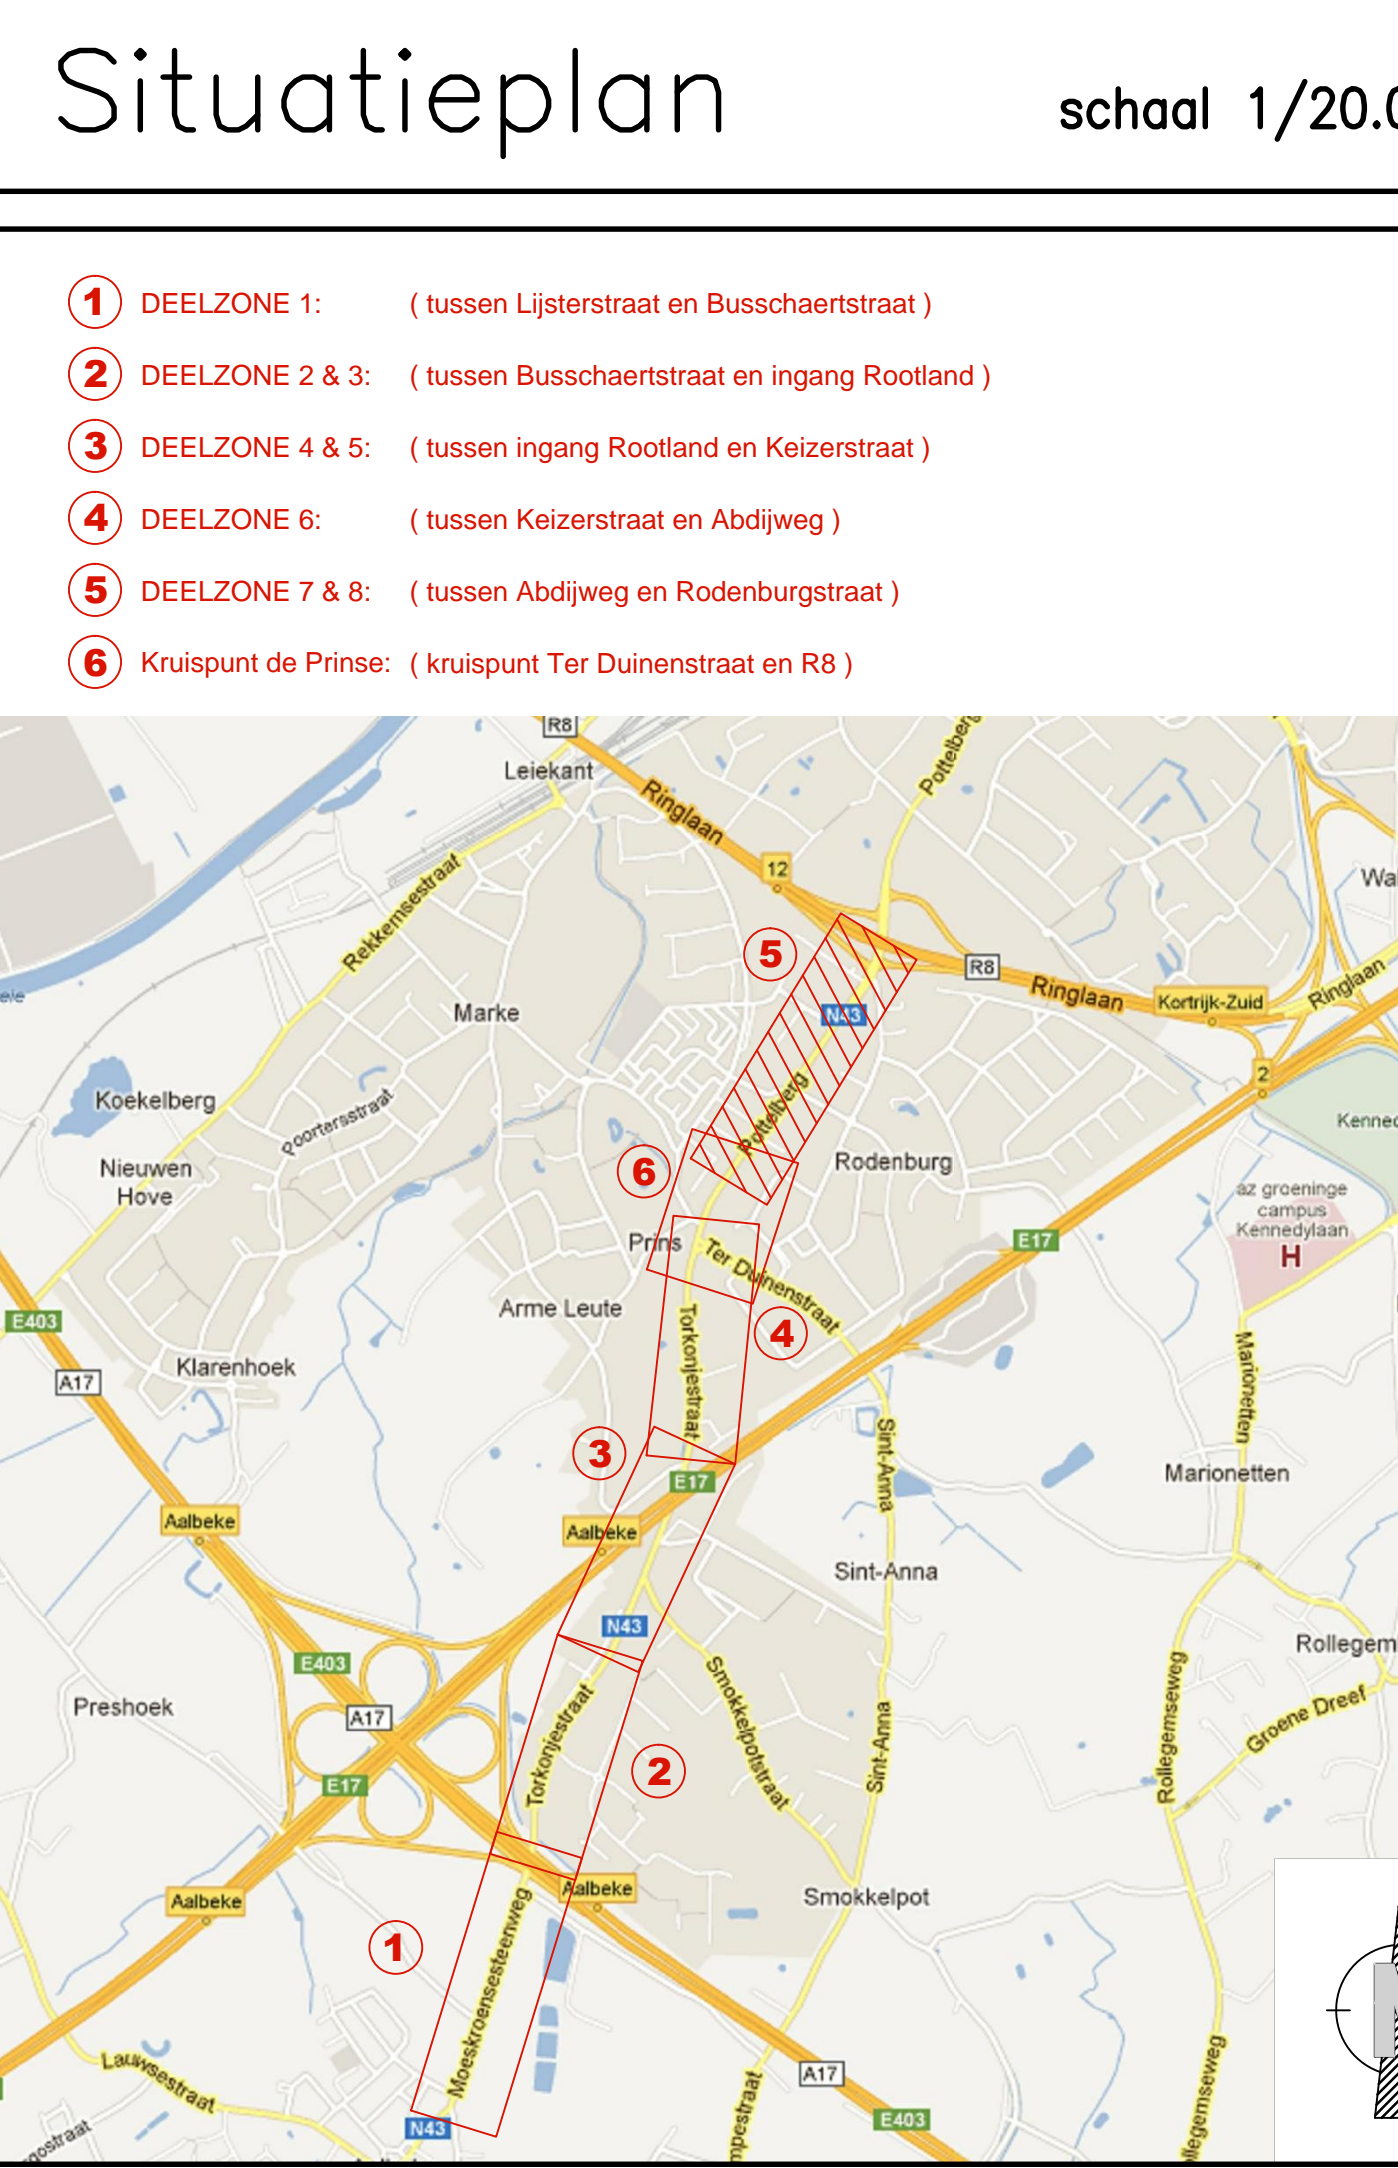 Situatieplan
schaal 1/20.0
1 DEELZONE 1: ( tussen Lijsterstraat en Busschaertstraat )
2 DEELZONE 2 & 3: ( tussen Busschaertstraat en ingang Rootland )
3 DEELZONE 4 & 5: ( tussen ingang Rootland en Keizerstraat )
4 DEELZONE 6: ( tussen Keizerstraat en Abdijweg )
5 DEELZONE 7 & 8: ( tussen Abdijweg en Rodenburgstraat )
6 Kruispunt de Prinse: ( kruispunt Ter Duinenstraat en R8 )
R8
Pottelberg
Leiekant
Ringlaan
12
Wa
Rekkemsestraat
5
R8
Ringlaan
Kortrijk-Zuid
Ringlaan
eie
Marke
N43
2
Koekelberg
Poortersstraat
Pottelberg
Kenned
Nieuwen
Hove
6
Rodenburg
az groeninge
campus
Kennedylaan
H
Prins
Ter Duinenstraat
E17
Arme Leute
E403
4
Torkonjestraat
Marionetten
A17
Klarenhoek
3
Sint-Anna
E17
Marionetten
Aalbeke
Aalbeke
Sint-Anna
N43
E403
Rollegem
Preshoek
A17
Torkonjestraat
Smokkelpotstraat
Sint-Anna
Rollegemseweg
Groene Dreef
2
E17
Aalbeke
Aalbeke
Smokkelpot
1
Moeskroensesteenweg
Lauwsestraat
A17
N43
E403
mpestraat
llegemseweg
gostraat